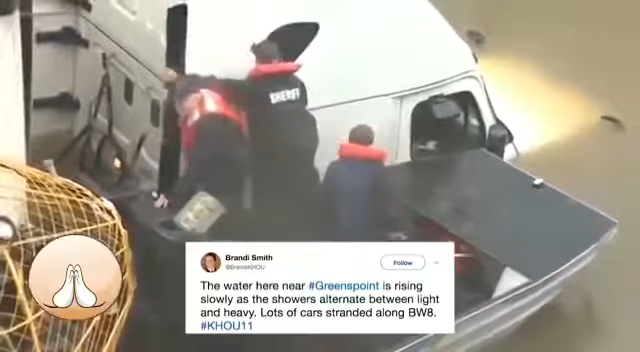 SHERIFF
Brandi Smith
@BrandiKHOU
Follow
The water here near #Greenspoint is rising
slowly as the showers alternate between light
and heavy. Lots of cars stranded along BW8.
#KHOU11